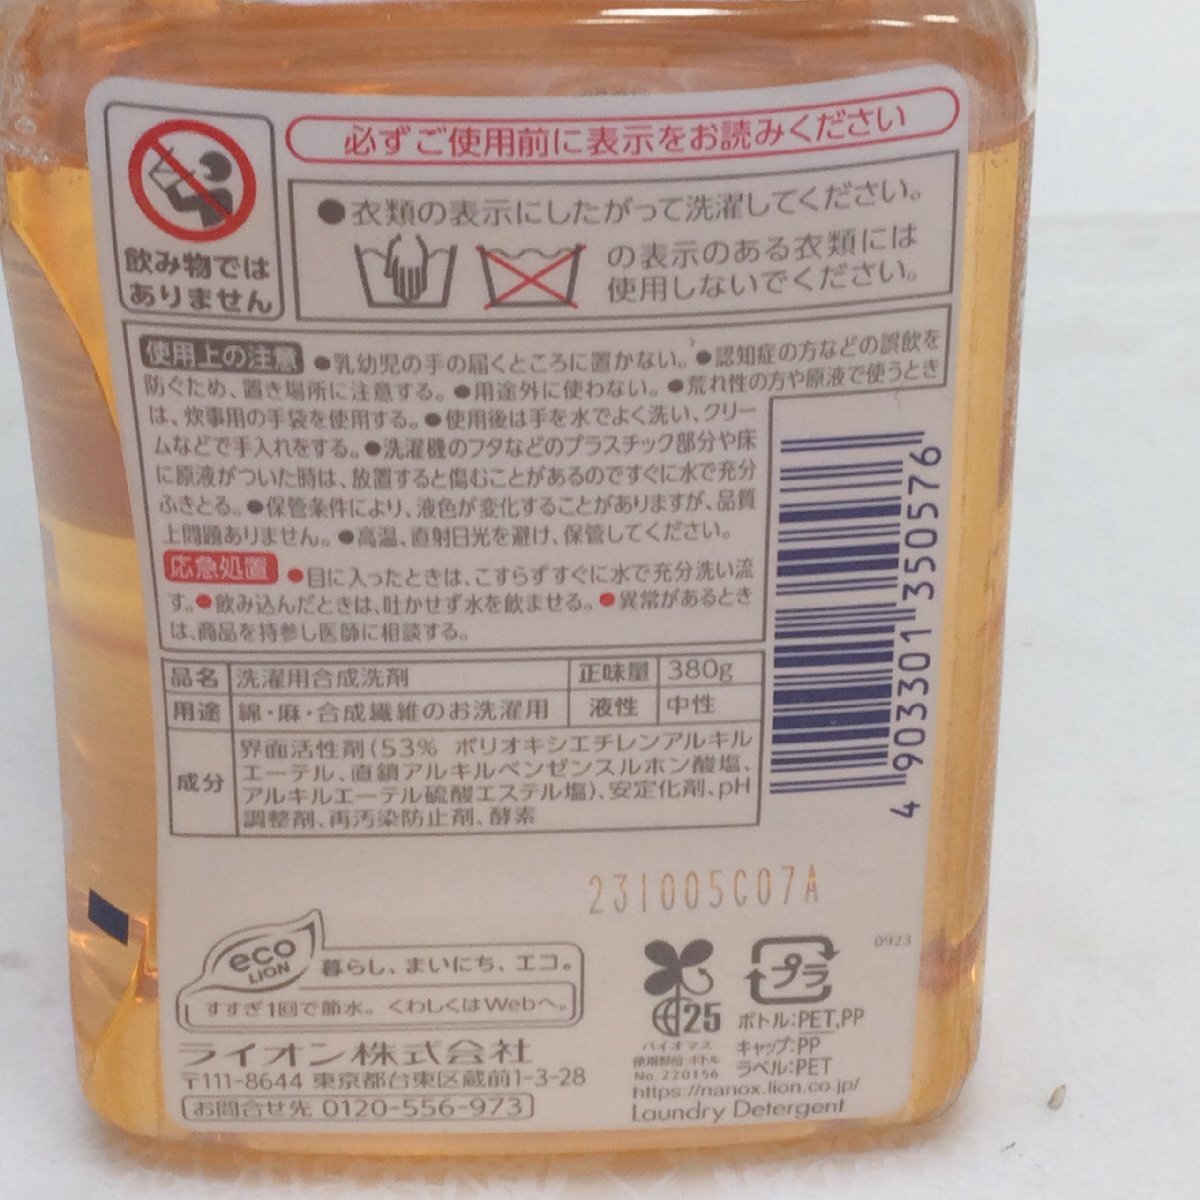 必ずご使用前に表示をお読みください
飲み物では
ありません
●衣類の表示にしたがって洗濯してください。
の表示のある衣類には
使用しないでください。
使用上の注意 ●乳幼児の手の届くところに置かない。●認知症の方などの誤飲を
防ぐため、置き場所に注意する。●用途外に使わない。●荒れ性の方や原液で使うとき
は、炊事用の手袋を使用する。●使用後は手を水でよく洗い、クリー
ムなどで手入れをする。●洗濯機のフタなどのプラスチック部分や床
に原液がついた時は、放置すると傷むことがあるのですぐに水で充分
ふきとる。●保管条件により、液色が変化することがありますが、品質
上問題ありません。●高温、直射日光を避け、保管してください。
応急処置 ●目に入ったときは、こすらずすぐに水で充分洗い流
す。●飲み込んだときは、吐かせず水を飲ませる。●異常があるとき
は、商品を持参し医師に相談する。
品名 洗濯用合成洗剤 正味量 380g
用途 綿・麻・合成繊維のお洗濯用 液性 中性
成分 界面活性剤(53% ポリオキシエチレンアルキル
エーテル、直鎖アルキルベンゼンスルホン酸塩、
アルキルエーテル硫酸エステル塩)、安定化剤、pH
調整剤、再汚染防止剤、酵素
4 903301 350576
231005C07A
0923
eco
LION
暮らし、まいにち、エコ。
すすぎ1回で節水。くわしくはWebへ。
ライオン株式会社
〒111-8644 東京都台東区蔵前1-3-28
お問合せ先 0120-556-973
25
バイオマス
使用部位:ボトル
No.220156
プラ
ボトル:PET,PP
キャップ:PP
ラベル:PET
https://nanox.lion.co.jp/
Laundry Detergent